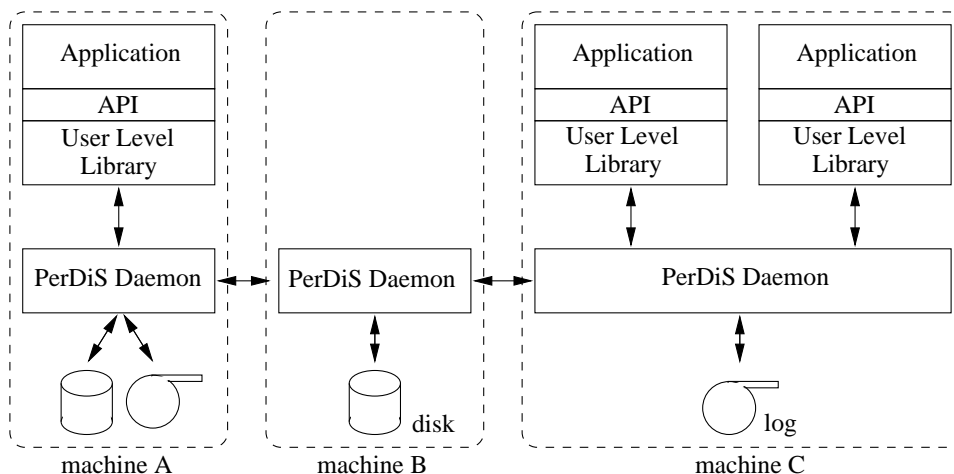 Application
API
User Level
Library
PerDiS Daemon
machine A
PerDiS Daemon
disk
machine B
Application
API
User Level
Library
Application
API
User Level
Library
PerDiS Daemon
log
machine C